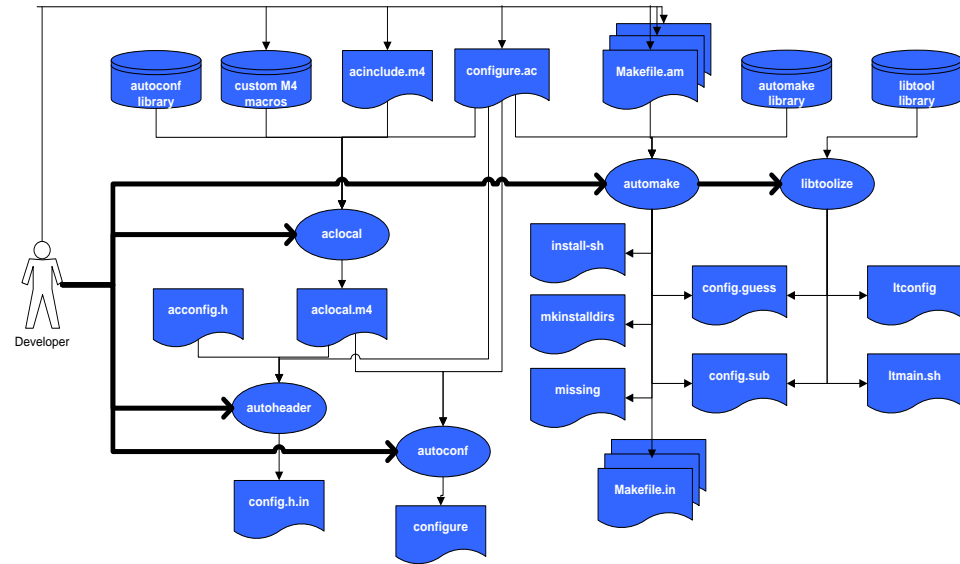 autoconf
library
custom M4
macros
acinclude.m4
configure.ac
Makefile.am
automake
library
libtool
library
automake
libtoolize
aclocal
install-sh
config.guess
ltconfig
acconfig.h
aclocal.m4
mkinstalldirs
Developer
missing
config.sub
ltmain.sh
autoheader
autoconf
config.h.in
Makefile.in
configure